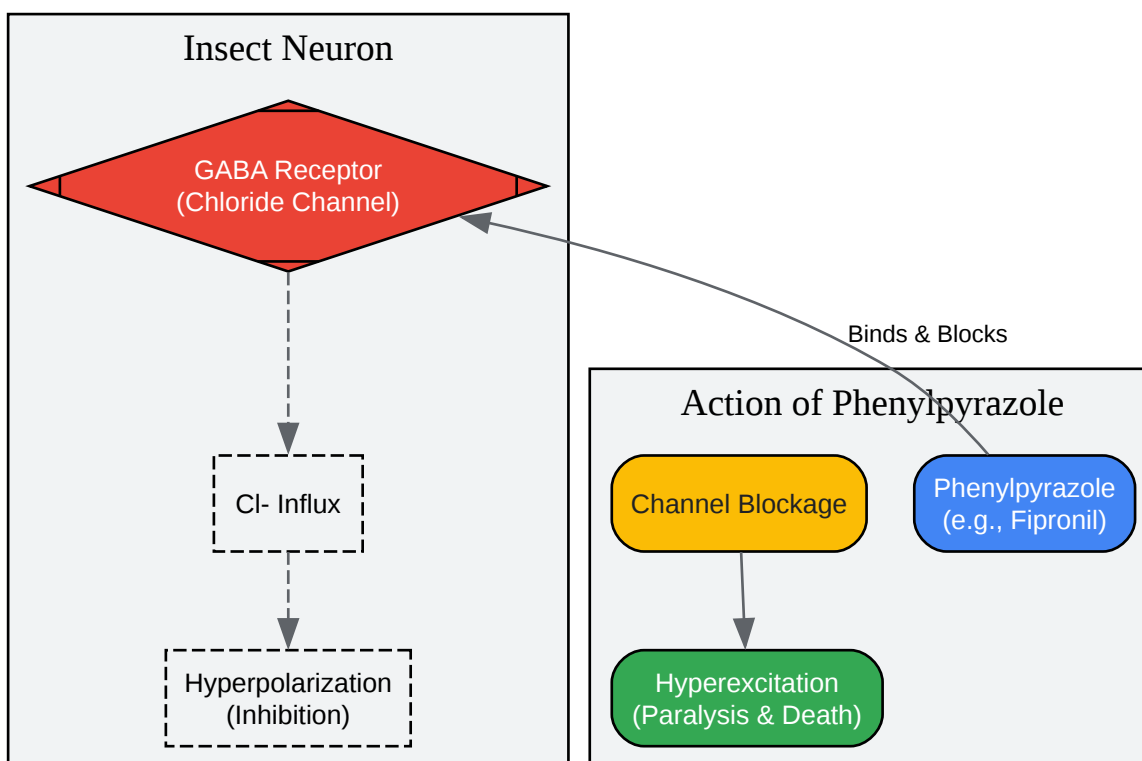 Insect Neuron
GABA Receptor
(Chloride Channel)
Binds & Blocks
Action of Phenylpyrazole
Cl- Influx
Channel Blockage
Phenylpyrazole
(e.g., Fipronil)
Hyperpolarization
(Inhibition)
Hyperexcitation
(Paralysis & Death)